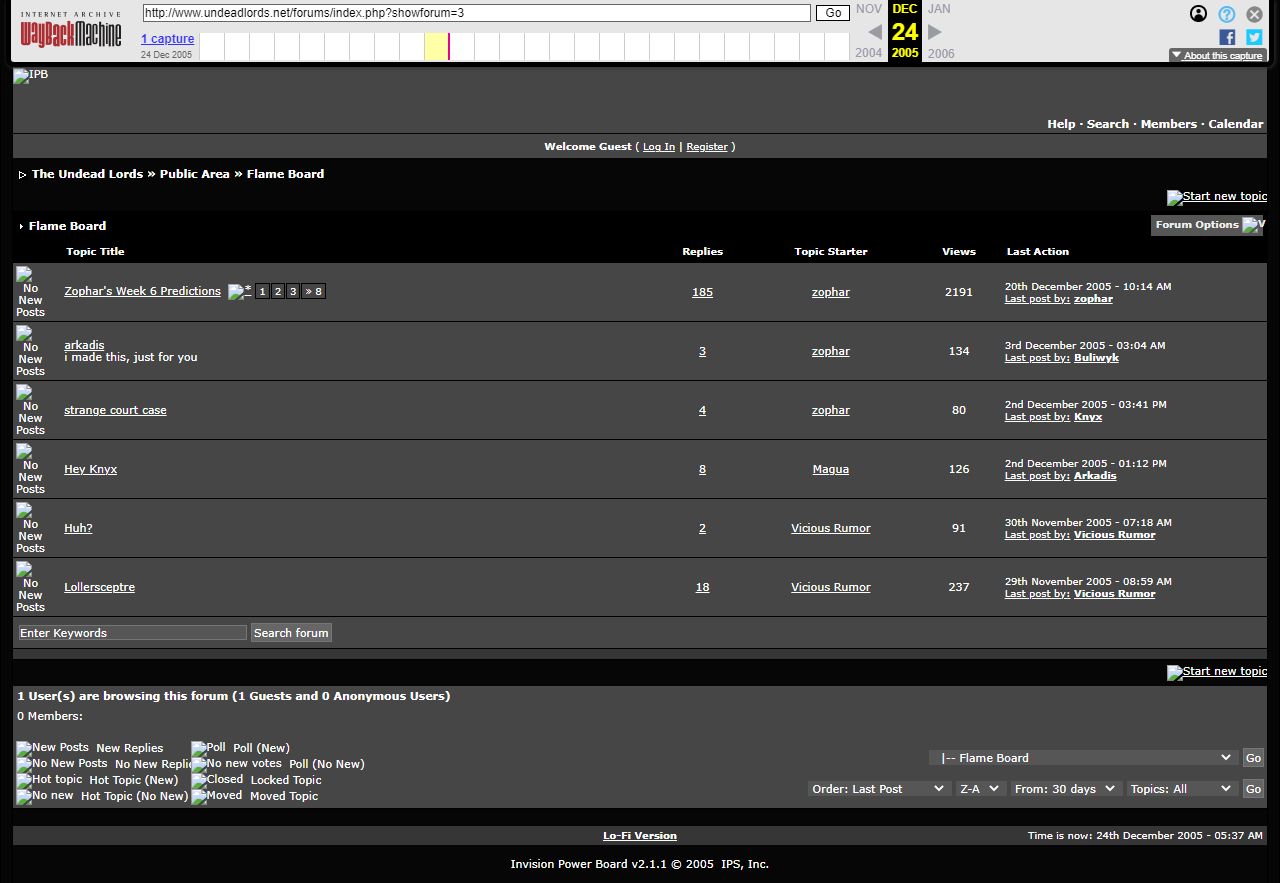 INTERNET ARCHIVE
WayBackMachine
http://www.undeadlords.net/forums/index.php?showforum=3
Go
NOV DEC JAN
1 capture
24
24 Dec 2005
2004 2005 2006
About this capture
IPB
Help · Search · Members · Calendar
Welcome Guest ( Log In | Register )
The Undead Lords » Public Area » Flame Board
Start new topic
Flame Board
Forum Options V
Topic Title Replies Topic Starter Views Last Action
No New Posts
Zophar's Week 6 Predictions * 1 2 3 » 8 185 zophar 2191 20th December 2005 - 10:14 AM
Last post by: zophar
No New Posts
arkadis 3 zophar 134 3rd December 2005 - 03:04 AM
i made this, just for you Last post by: Buliwyk
No New Posts
strange court case 4 zophar 80 2nd December 2005 - 03:41 PM
Last post by: Knyx
No New Posts
Hey Knyx 8 Magua 126 2nd December 2005 - 01:12 PM
Last post by: Arkadis
No New Posts
Huh? 2 Vicious Rumor 91 30th November 2005 - 07:18 AM
Last post by: Vicious Rumor
No New Posts
Lollersceptre 18 Vicious Rumor 237 29th November 2005 - 08:59 AM
Last post by: Vicious Rumor
Enter Keywords Search forum
Start new topic
1 User(s) are browsing this forum (1 Guests and 0 Anonymous Users)
0 Members:
New Posts New Replies Poll Poll (New)
No New Posts No New Replie No new votes Poll (No New)
Hot topic Hot Topic (New) Closed Locked Topic
No new Hot Topic (No New) Moved Moved Topic
|-- Flame Board Go
Order: Last Post Z-A From: 30 days Topics: All Go
Lo-Fi Version Time is now: 24th December 2005 - 05:37 AM
Invision Power Board v2.1.1 © 2005 IPS, Inc.